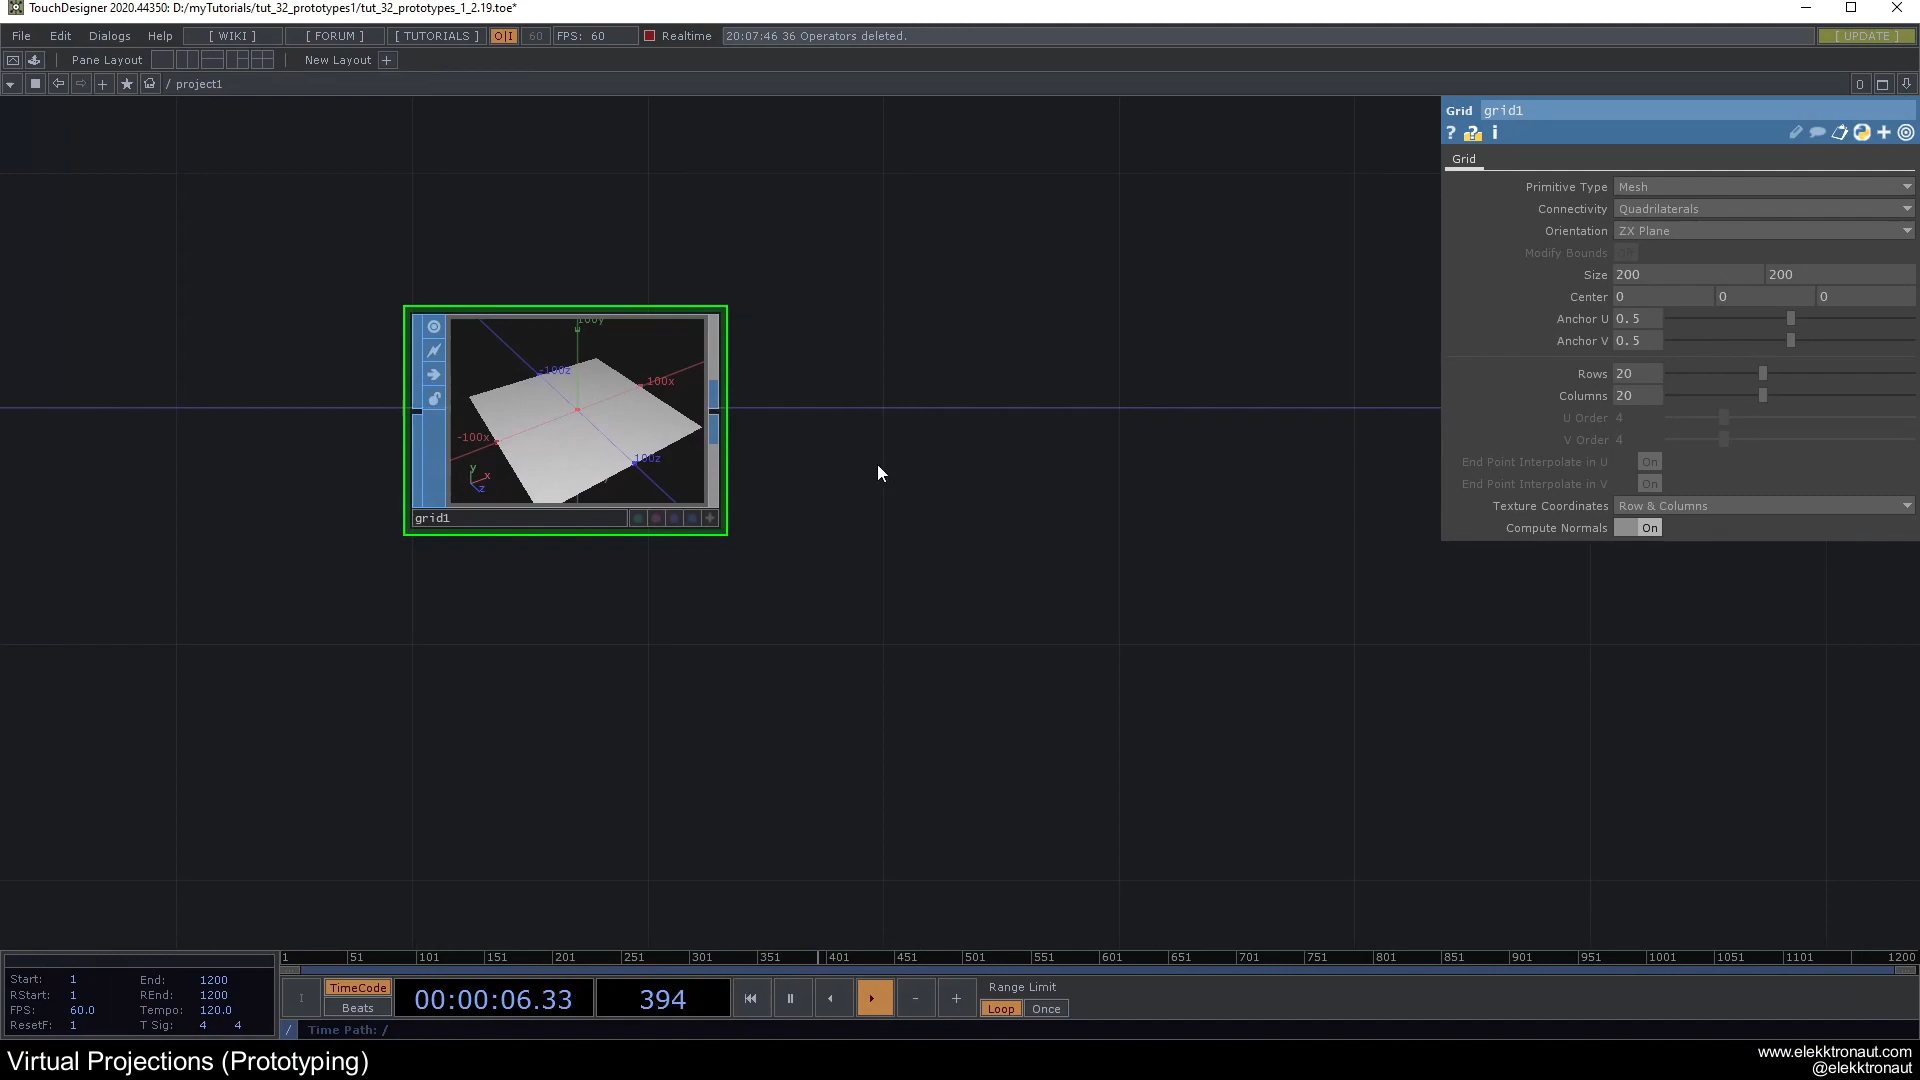 TouchDesigner 2020.44350: D:/myTutorials/tut_32_prototypes1/tut_32_prototypes_1_2.19.toe*
File Edit Dialogs Help [ WIKI ] [ FORUM ] [ TUTORIALS ] O|I 60 FPS: 60 Realtime 20:07:46 36 Operators deleted. [ UPDATE ]
Pane Layout New Layout +
/ project1 0
Grid grid1
? ? i
Grid
Primitive Type Mesh
Connectivity Quadrilaterals
Orientation ZX Plane
Modify Bounds
Size 200 200
Center 0 0 0
Anchor U 0.5
Anchor V 0.5
Rows 20
Columns 20
U Order 4
V Order 4
End Point Interpolate in U On
End Point Interpolate in V On
Texture Coordinates Row & Columns
Compute Normals On
100y
-100z
100x
-100x
100z
y
x
z
grid1
1 51 101 151 201 251 301 351 401 451 501 551 601 651 701 751 801 851 901 951 1001 1051 1101 1200
Start: 1 End: 1200
RStart: 1 REnd: 1200
FPS: 60.0 Tempo: 120.0
ResetF: 1 T Sig: 4 4
I TimeCode 00:00:06.33 394 - + Range Limit
Beats Loop Once
/ Time Path: /
Virtual Projections (Prototyping)
www.elekktronaut.com
@elekktronaut